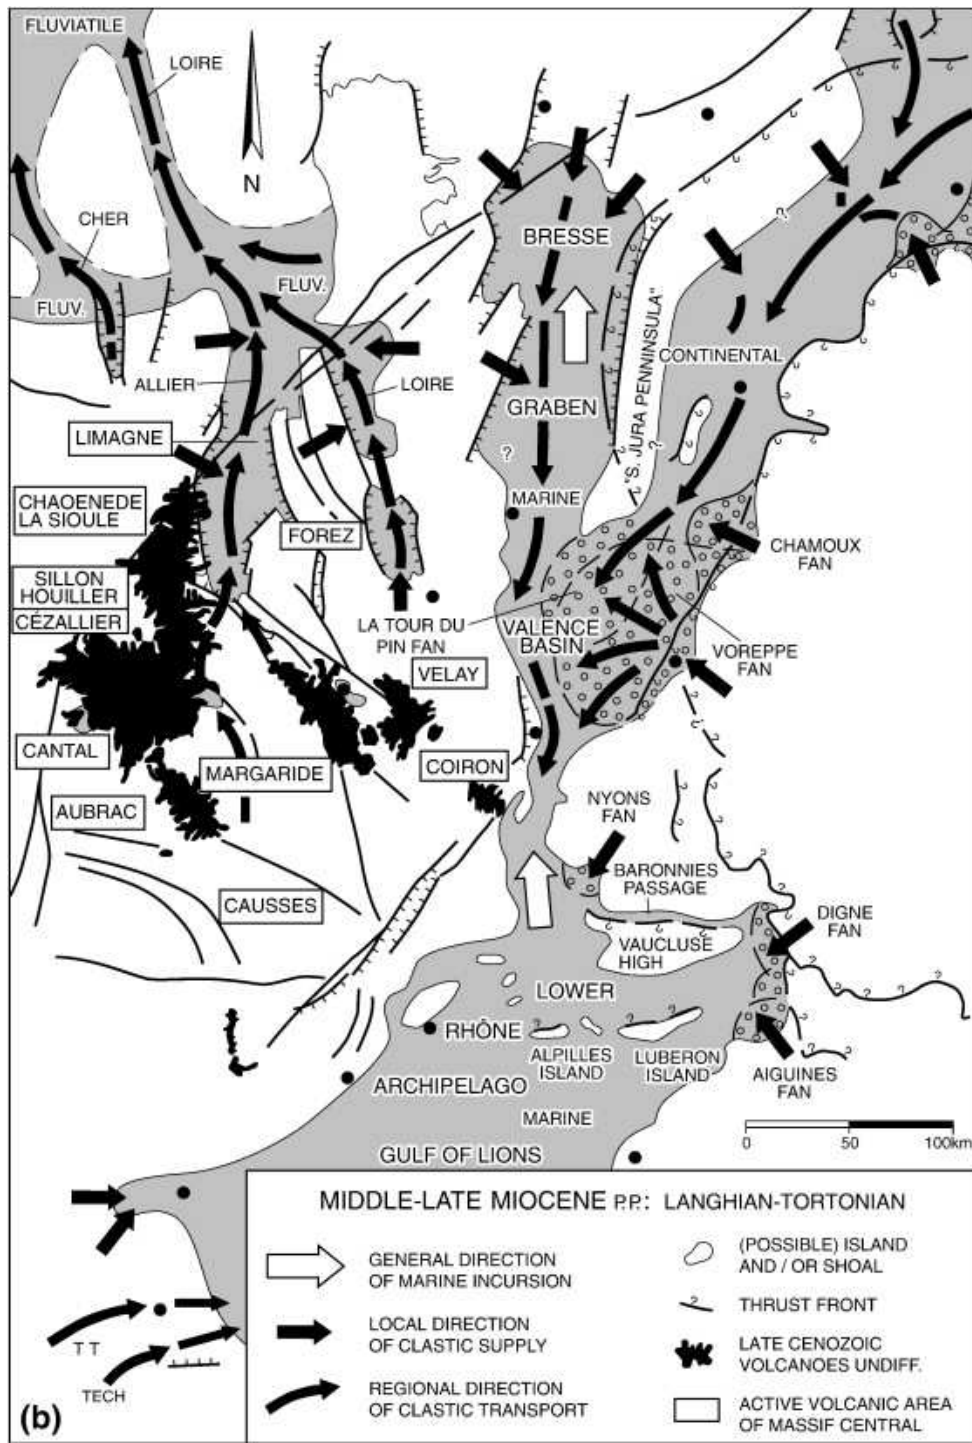 FLUVIATILE
LOIRE
N
CHER
FLUV.
FLUV.
BRESSE
"S. JURA PENNINSULA"
CONTINENTAL
ALLIER
LOIRE
GRABEN
LIMAGNE
MARINE
CHAOENEDE
LA SIOULE
FOREZ
CHAMOUX
FAN
SILLON
HOUILLER
CÉZALLIER
LA TOUR DU
PIN FAN
VALENCE
BASIN
VOREPPE
FAN
VELAY
CANTAL
MARGARIDE
COIRON
AUBRAC
NYONS
FAN
BARONNIES
PASSAGE
CAUSSES
VAUCLUSE
HIGH
DIGNE
FAN
LOWER
RHÔNE
ALPILLES
ISLAND
LUBERON
ISLAND
AIGUINES
FAN
ARCHIPELAGO
MARINE
GULF OF LIONS
0 50 100km
MIDDLE-LATE MIOCENE P.P.: LANGHIAN-TORTONIAN
GENERAL DIRECTION
OF MARINE INCURSION
LOCAL DIRECTION
OF CLASTIC SUPPLY
REGIONAL DIRECTION
OF CLASTIC TRANSPORT
(POSSIBLE) ISLAND
AND / OR SHOAL
THRUST FRONT
LATE CENOZOIC
VOLCANOES UNDIFF.
ACTIVE VOLCANIC AREA
OF MASSIF CENTRAL
T T
TECH
(b)